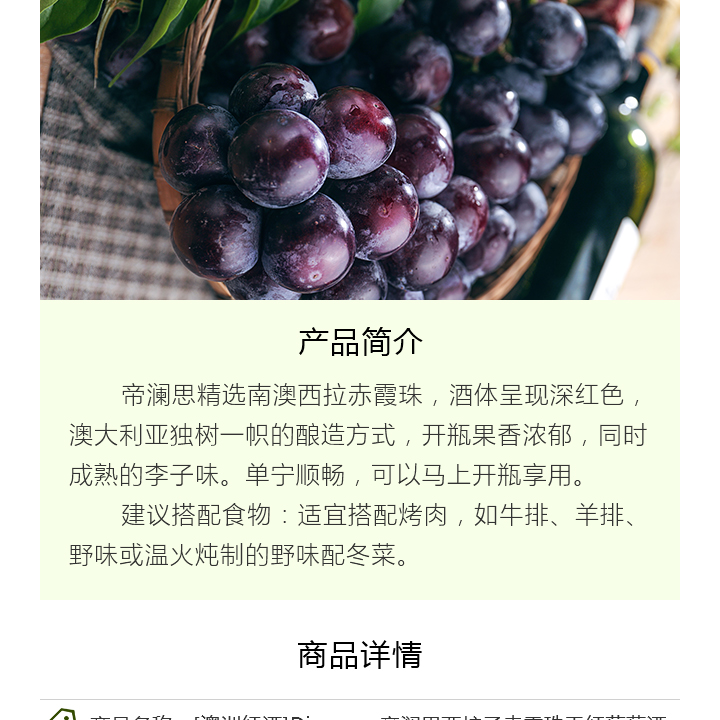 产品简介
帝澜思精选南澳西拉赤霞珠，酒体呈现深红色，
澳大利亚独树一帜的酿造方式，开瓶果香浓郁，同时
成熟的李子味。单宁顺畅，可以马上开瓶享用。
建议搭配食物：适宜搭配烤肉，如牛排、羊排、
野味或温火炖制的野味配冬菜。
商品详情